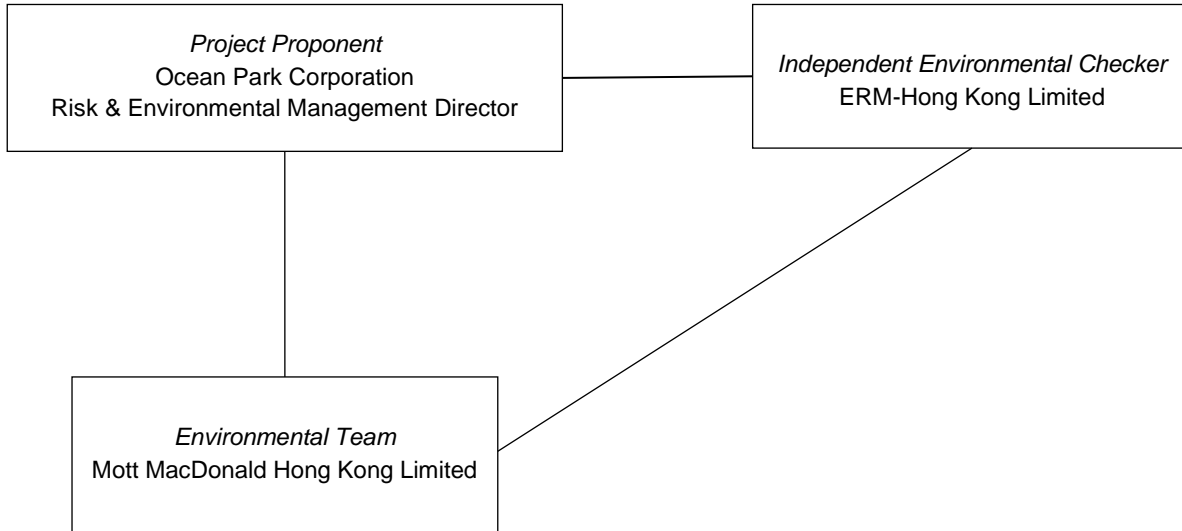 Project Proponent
Ocean Park Corporation
Risk & Environmental Management Director
Independent Environmental Checker
ERM-Hong Kong Limited
Environmental Team
Mott MacDonald Hong Kong Limited